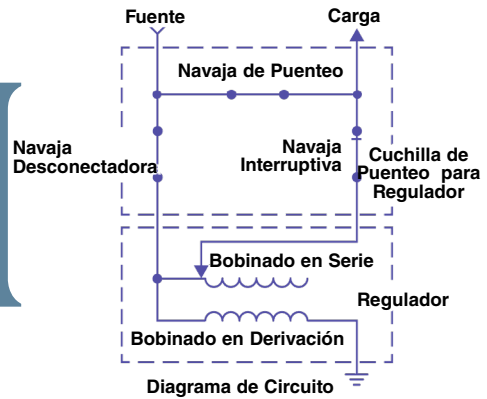 Fuente
Carga
Navaja de Puenteo
Navaja
Desconectadora
Navaja
Interruptiva
Cuchilla de
Puenteo para
Regulador
Bobinado en Serie
Regulador
Bobinado en Derivación
Diagrama de Circuito